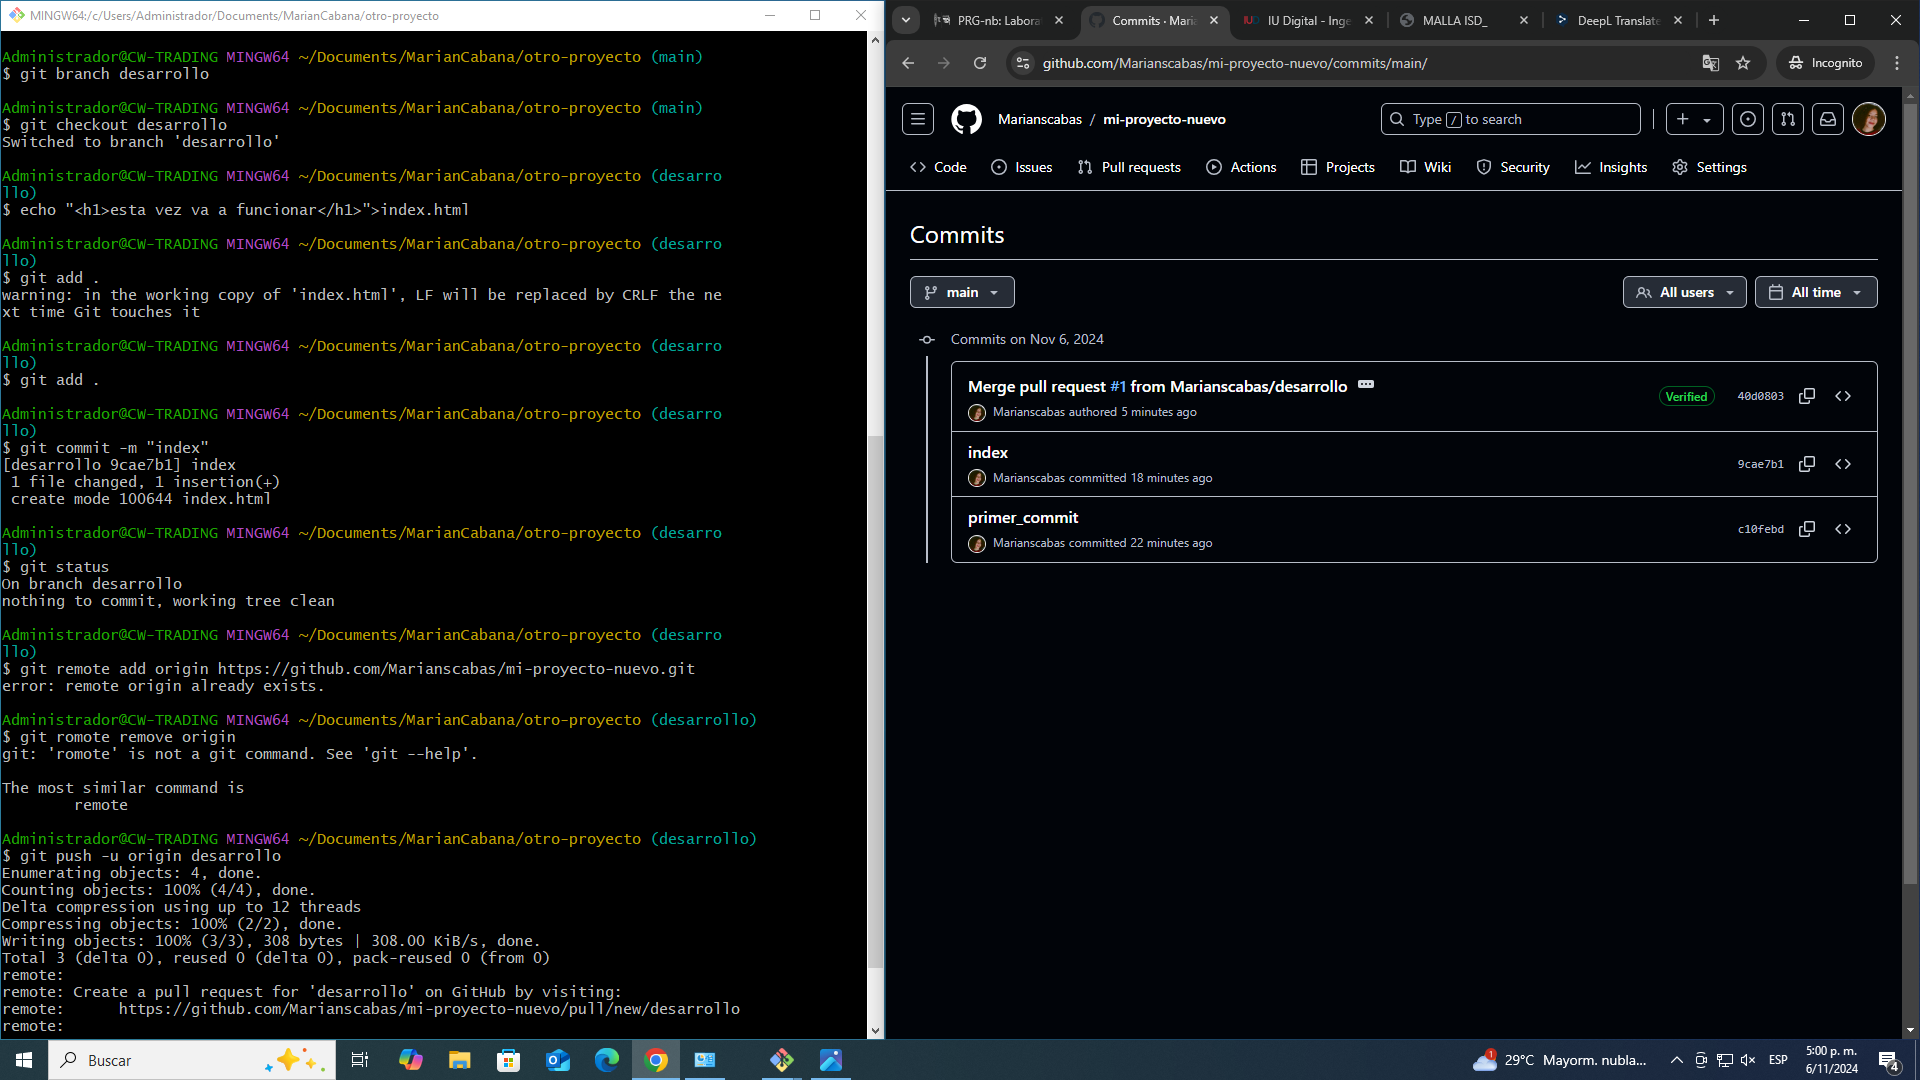 MINGW64:/c/Users/Administrador/Documents/MarianCabana/otro-proyecto
Administrador@CW-TRADING MINGW64 ~/Documents/MarianCabana/otro-proyecto (main)
$ git branch desarrollo
Administrador@CW-TRADING MINGW64 ~/Documents/MarianCabana/otro-proyecto (main)
$ git checkout desarrollo
Switched to branch 'desarrollo'
Administrador@CW-TRADING MINGW64 ~/Documents/MarianCabana/otro-proyecto (desarro
llo)
$ echo "<h1>esta vez va a funcionar</h1>">index.html
Administrador@CW-TRADING MINGW64 ~/Documents/MarianCabana/otro-proyecto (desarro
llo)
$ git add .
warning: in the working copy of 'index.html', LF will be replaced by CRLF the ne
xt time Git touches it
Administrador@CW-TRADING MINGW64 ~/Documents/MarianCabana/otro-proyecto (desarro
llo)
$ git add .
Administrador@CW-TRADING MINGW64 ~/Documents/MarianCabana/otro-proyecto (desarro
llo)
$ git commit -m "index"
[desarrollo 9cae7b1] index
1 file changed, 1 insertion(+)
create mode 100644 index.html
Administrador@CW-TRADING MINGW64 ~/Documents/MarianCabana/otro-proyecto (desarro
llo)
$ git status
On branch desarrollo
nothing to commit, working tree clean
Administrador@CW-TRADING MINGW64 ~/Documents/MarianCabana/otro-proyecto (desarro
llo)
$ git remote add origin https://github.com/Marianscabas/mi-proyecto-nuevo.git
error: remote origin already exists.
Administrador@CW-TRADING MINGW64 ~/Documents/MarianCabana/otro-proyecto (desarrollo)
$ git romote remove origin
git: 'romote' is not a git command. See 'git --help'.
The most similar command is
remote
Administrador@CW-TRADING MINGW64 ~/Documents/MarianCabana/otro-proyecto (desarrollo)
$ git push -u origin desarrollo
Enumerating objects: 4, done.
Counting objects: 100% (4/4), done.
Delta compression using up to 12 threads
Compressing objects: 100% (2/2), done.
Writing objects: 100% (3/3), 308 bytes | 308.00 KiB/s, done.
Total 3 (delta 0), reused 0 (delta 0), pack-reused 0 (from 0)
remote:
remote: Create a pull request for 'desarrollo' on GitHub by visiting:
remote: https://github.com/Marianscabas/mi-proyecto-nuevo/pull/new/desarrollo
remote:
PRG-nb: Labora
Commits · Maria
IU Digital - Inge
MALLA ISD_
DeepL Translate
github.com/Marianscabas/mi-proyecto-nuevo/commits/main/
Incognito
Marianscabas / mi-proyecto-nuevo
Type / to search
Code
Issues
Pull requests
Actions
Projects
Wiki
Security
Insights
Settings
Commits
main
All users
All time
Commits on Nov 6, 2024
Merge pull request #1 from Marianscabas/desarrollo
Marianscabas authored 5 minutes ago
Verified
40d0803
index
Marianscabas committed 18 minutes ago
9cae7b1
primer_commit
Marianscabas committed 22 minutes ago
c10febd
Buscar
1
29°C Mayorm. nubla...
ESP
5:00 p. m.
6/11/2024
4